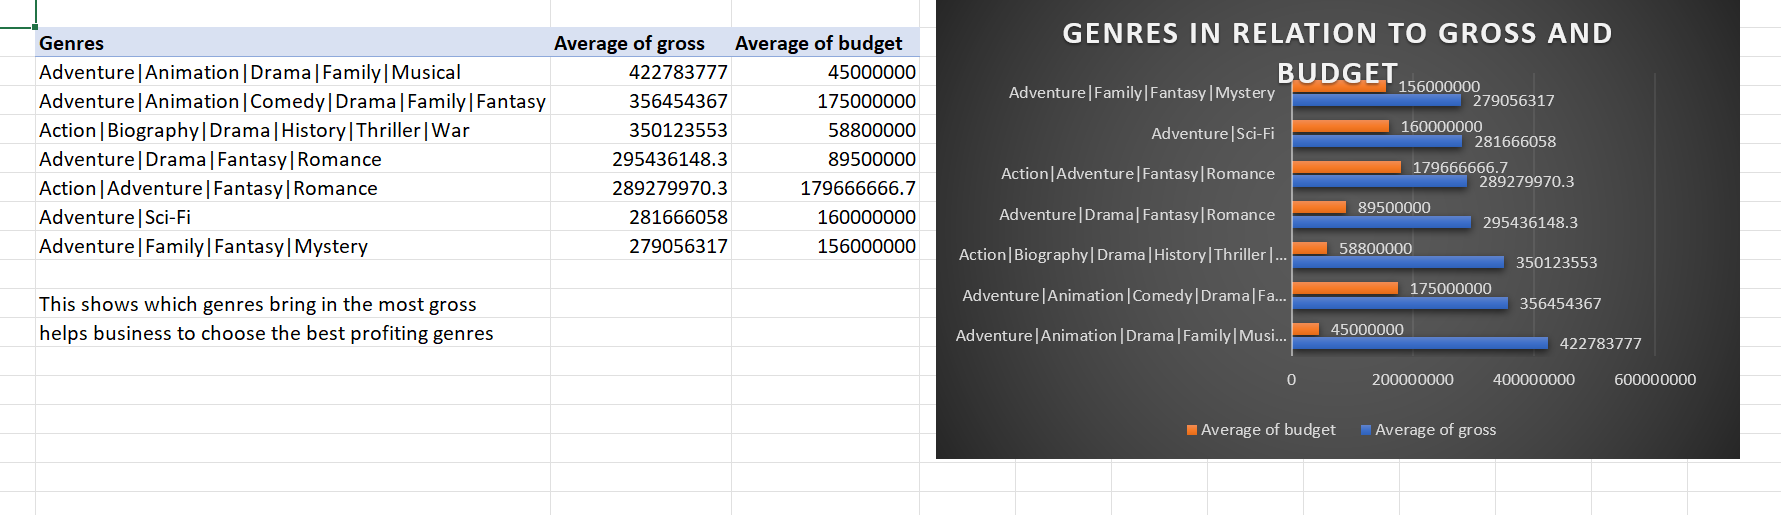 Genres Average of gross Average of budget
Adventure|Animation|Drama|Family|Musical 422783777 45000000
Adventure|Animation|Comedy|Drama|Family|Fantasy 356454367 175000000
Action|Biography|Drama|History|Thriller|War 350123553 58800000
Adventure|Drama|Fantasy|Romance 295436148.3 89500000
Action|Adventure|Fantasy|Romance 289279970.3 179666666.7
Adventure|Sci-Fi 281666058 160000000
Adventure|Family|Fantasy|Mystery 279056317 156000000
This shows which genres bring in the most gross
helps business to choose the best profiting genres
GENRES IN RELATION TO GROSS AND
BUDGET
Adventure|Family|Fantasy|Mystery 156000000
279056317
Adventure|Sci-Fi 160000000
281666058
Action|Adventure|Fantasy|Romance 179666666.7
289279970.3
Adventure|Drama|Fantasy|Romance 89500000
295436148.3
Action|Biography|Drama|History|Thriller|... 58800000
350123553
Adventure|Animation|Comedy|Drama|Fa... 175000000
356454367
Adventure|Animation|Drama|Family|Musi... 45000000
422783777
0 200000000 400000000 600000000
Average of budget Average of gross